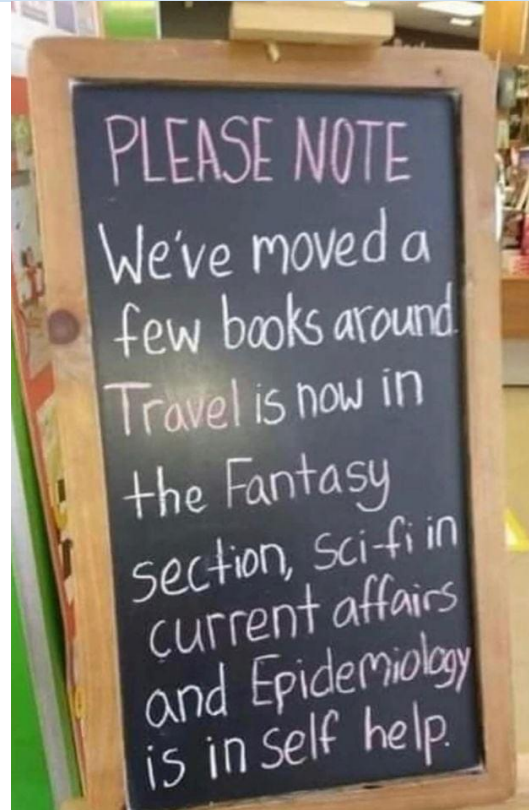 PLEASE NOTE
We've moved a
few books around.
Travel is now in
the Fantasy
section, Sci-fi in
current affairs
and Epidemiology
is in self help.